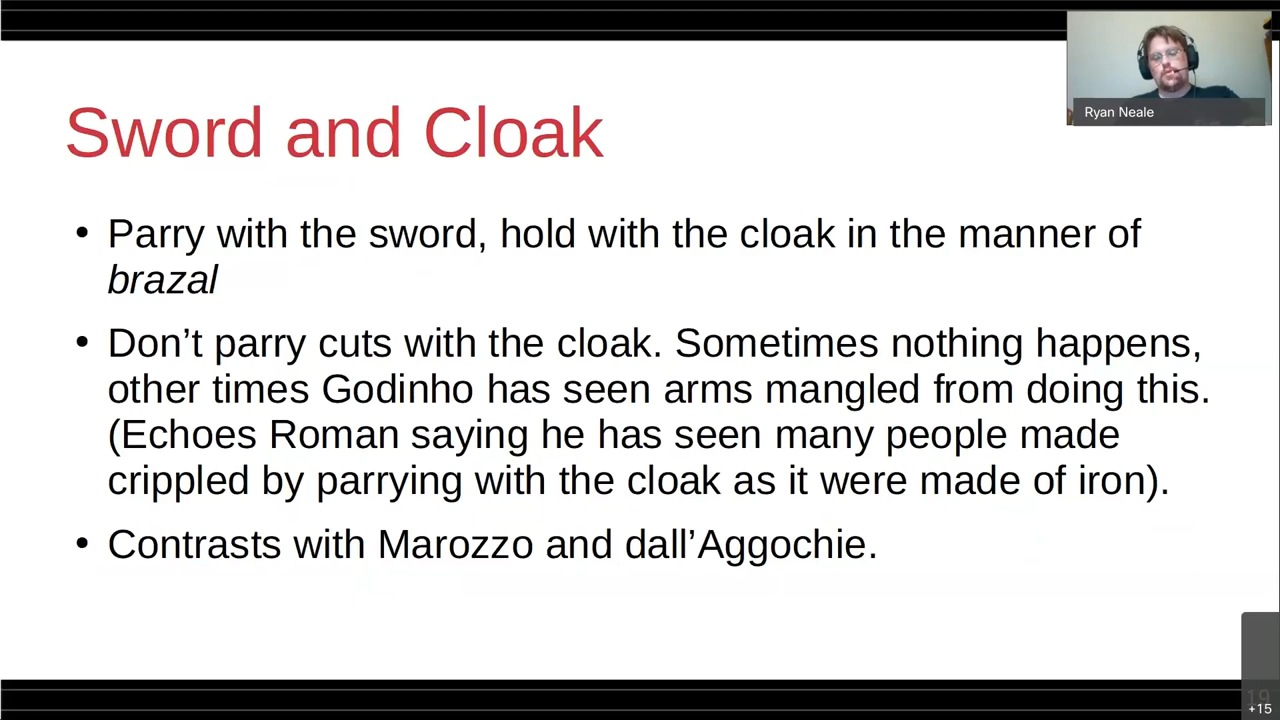 Ryan Neale
Sword and Cloak
• Parry with the sword, hold with the cloak in the manner of
brazal
• Don’t parry cuts with the cloak. Sometimes nothing happens,
other times Godinho has seen arms mangled from doing this.
(Echoes Roman saying he has seen many people made
crippled by parrying with the cloak as it were made of iron).
• Contrasts with Marozzo and dall’Aggochie.
19
+15